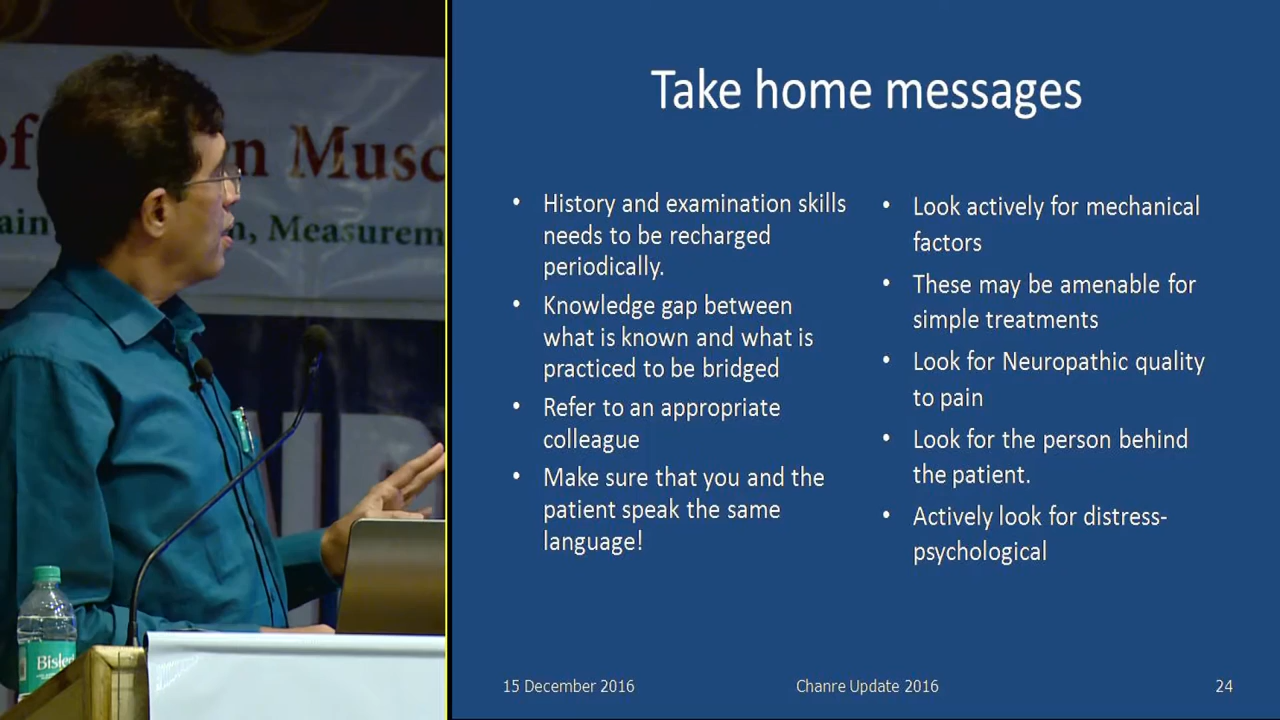 of
n Musc
ain
n, Measurem
Bisle
Take home messages
• History and examination skills
needs to be recharged
periodically.
• Knowledge gap between
what is known and what is
practiced to be bridged
• Refer to an appropriate
colleague
• Make sure that you and the
patient speak the same
language!
• Look actively for mechanical
factors
• These may be amenable for
simple treatments
• Look for Neuropathic quality
to pain
• Look for the person behind
the patient.
• Actively look for distress-
psychological
15 December 2016
Chanre Update 2016
24